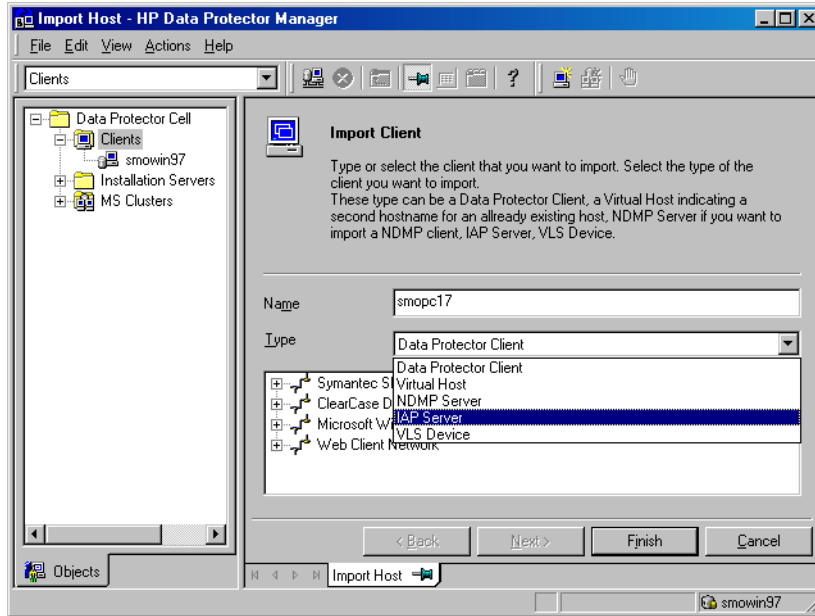 Import Host - HP Data Protector Manager
File Edit View Actions Help
Clients
Data Protector Cell
Clients
smowin97
Installation Servers
MS Clusters
Import Client
Type or select the client that you want to import. Select the type of the
client you want to import.
These type can be a Data Protector Client, a Virtual Host indicating a
second hostname for an allready existing host, NDMP Server if you want to
import a NDMP client, IAP Server, VLS Device.
Name smopc17
Type Data Protector Client
Data Protector Client
Virtual Host
NDMP Server
IAP Server
VLS Device
Symantec
ClearCase
Microsoft
Web Client Network
< Back Next > Finish Cancel
Objects
Import Host
smowin97